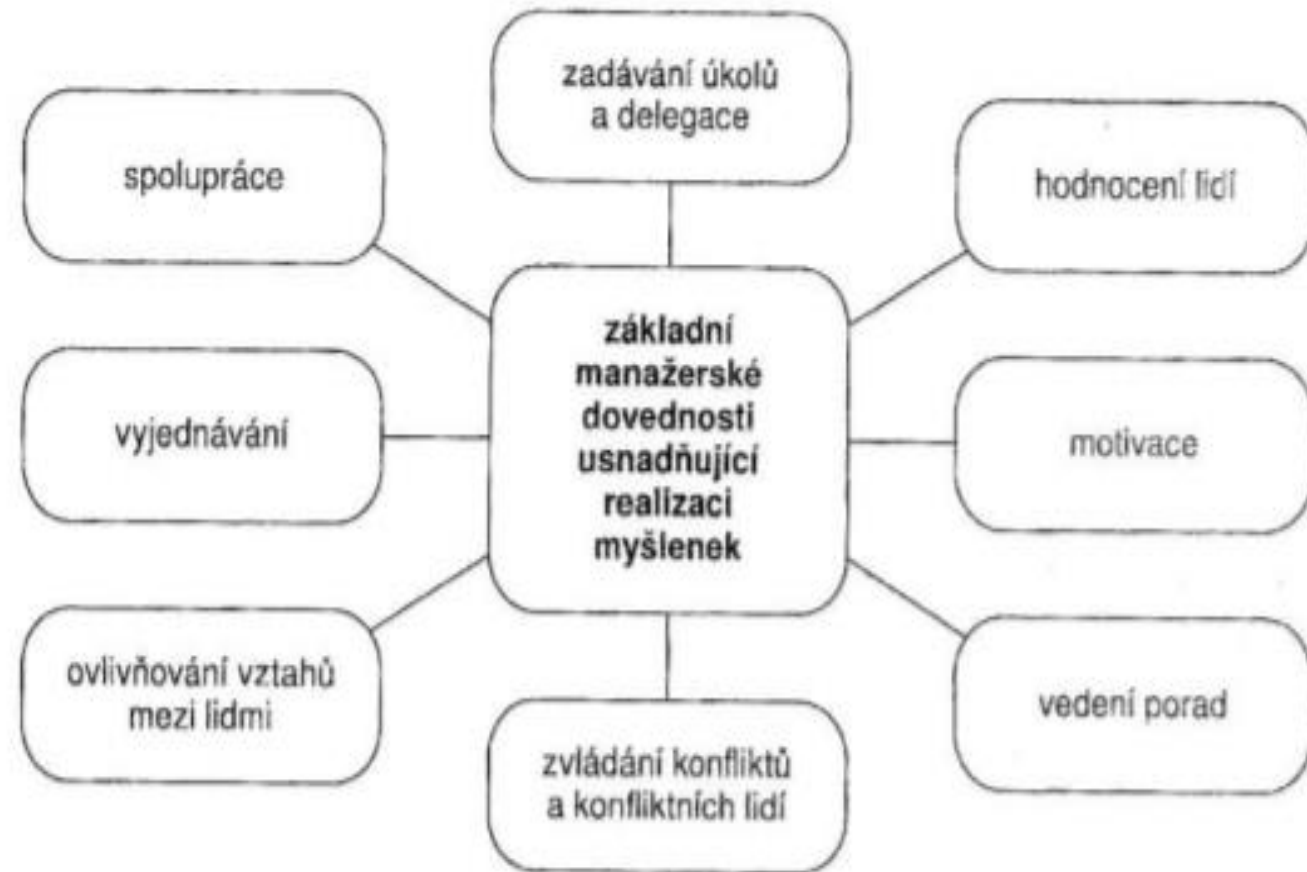 zadávání úkolů
a delegace
spolupráce
hodnocení lidí
základní
manažerské
dovednosti
usnadňující
realizaci
myšlenek
vyjednávání
motivace
ovlivňování vztahů
mezi lidmi
vedení porad
zvládání konfliktů
a konfliktních lidí